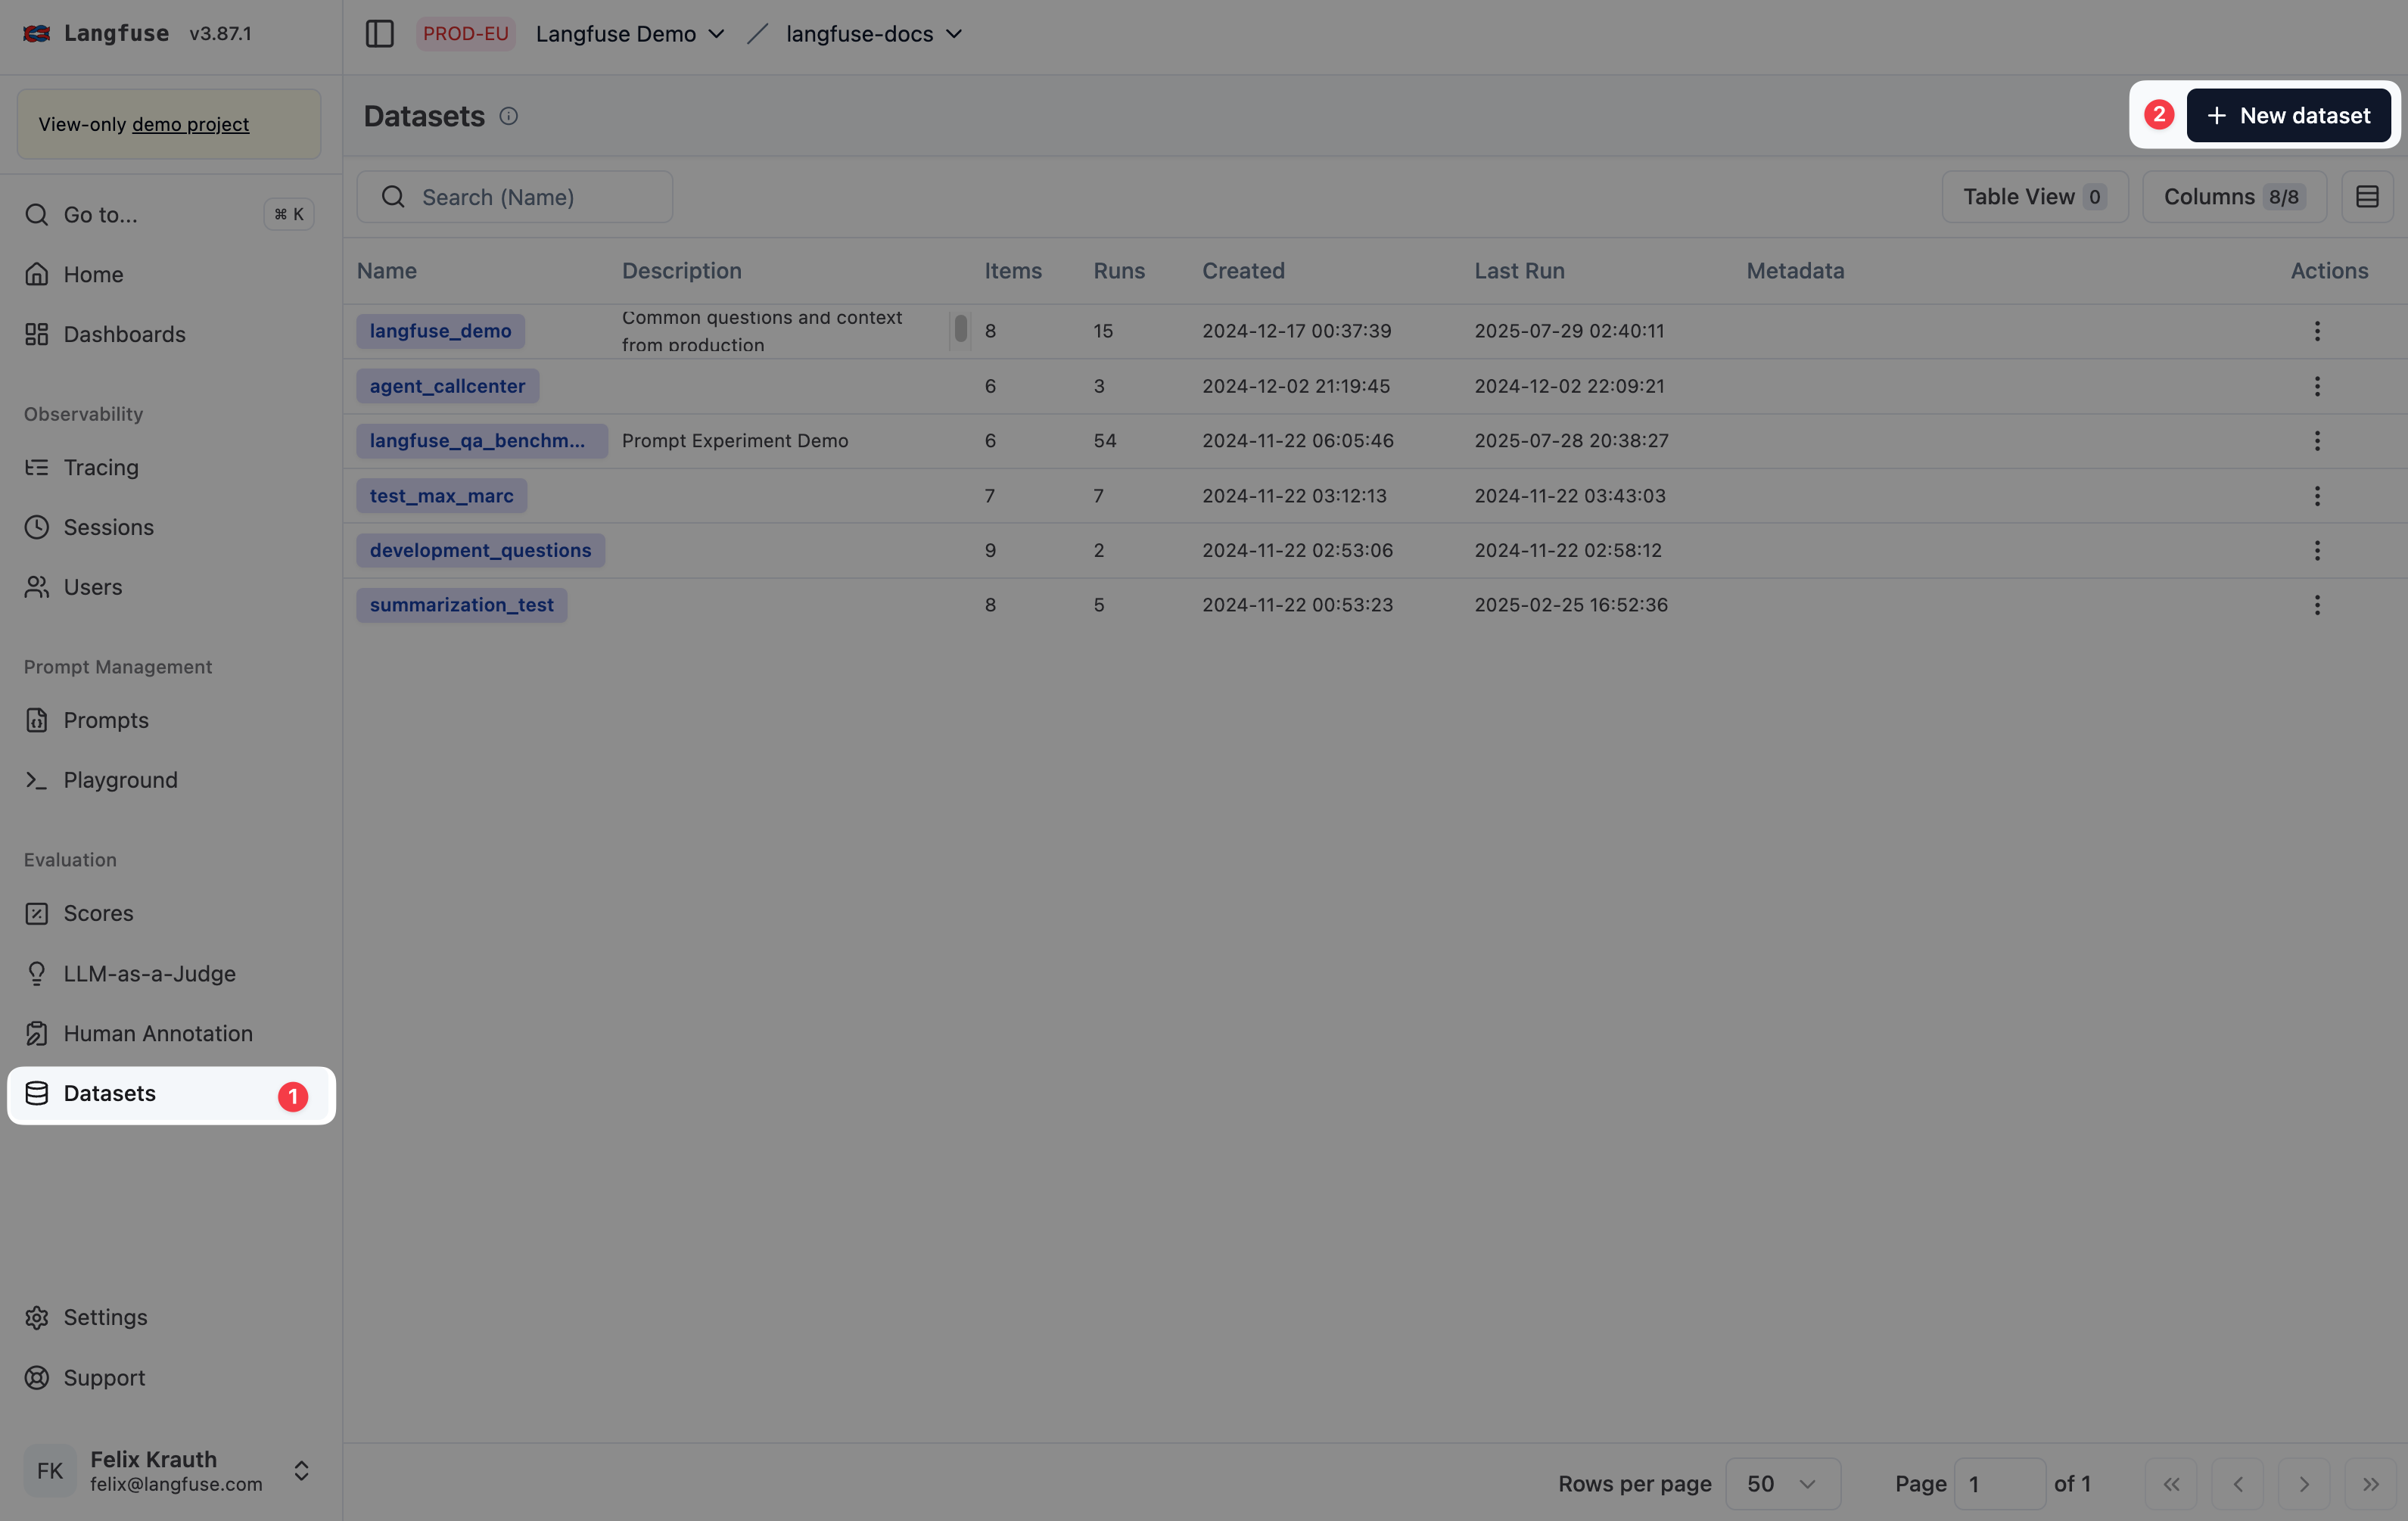 Langfuse v3.87.1
PROD-EU Langfuse Demo langfuse-docs
View-only demo project
Datasets
2 + New dataset
Go to... ⌘ K
Search (Name)
Table View 0 Columns 8/8
Home
Dashboards
Observability
Tracing
Sessions
Users
Prompt Management
Prompts
Playground
Evaluation
Scores
LLM-as-a-Judge
Human Annotation
Datasets 1
Settings
Support
FK Felix Krauth
felix@langfuse.com
Name Description Items Runs Created Last Run Metadata Actions
langfuse_demo Common questions and context from production 8 15 2024-12-17 00:37:39 2025-07-29 02:40:11
agent_callcenter 6 3 2024-12-02 21:19:45 2024-12-02 22:09:21
langfuse_qa_benchm... Prompt Experiment Demo 6 54 2024-11-22 06:05:46 2025-07-28 20:38:27
test_max_marc 7 7 2024-11-22 03:12:13 2024-11-22 03:43:03
development_questions 9 2 2024-11-22 02:53:06 2024-11-22 02:58:12
summarization_test 8 5 2024-11-22 00:53:23 2025-02-25 16:52:36
Rows per page 50 Page 1 of 1